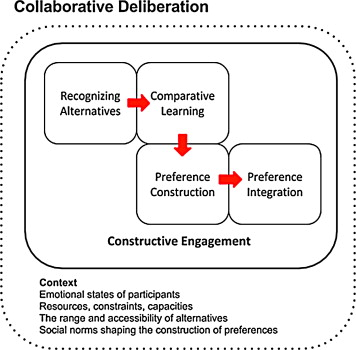 Collaborative Deliberation
Recognizing
Alternatives
Comparative
Learning
Preference
Construction
Preference
Integration
Constructive Engagement
Context
Emotional states of participants
Resources, constraints, capacities
The range and accessibility of alternatives
Social norms shaping the construction of preferences